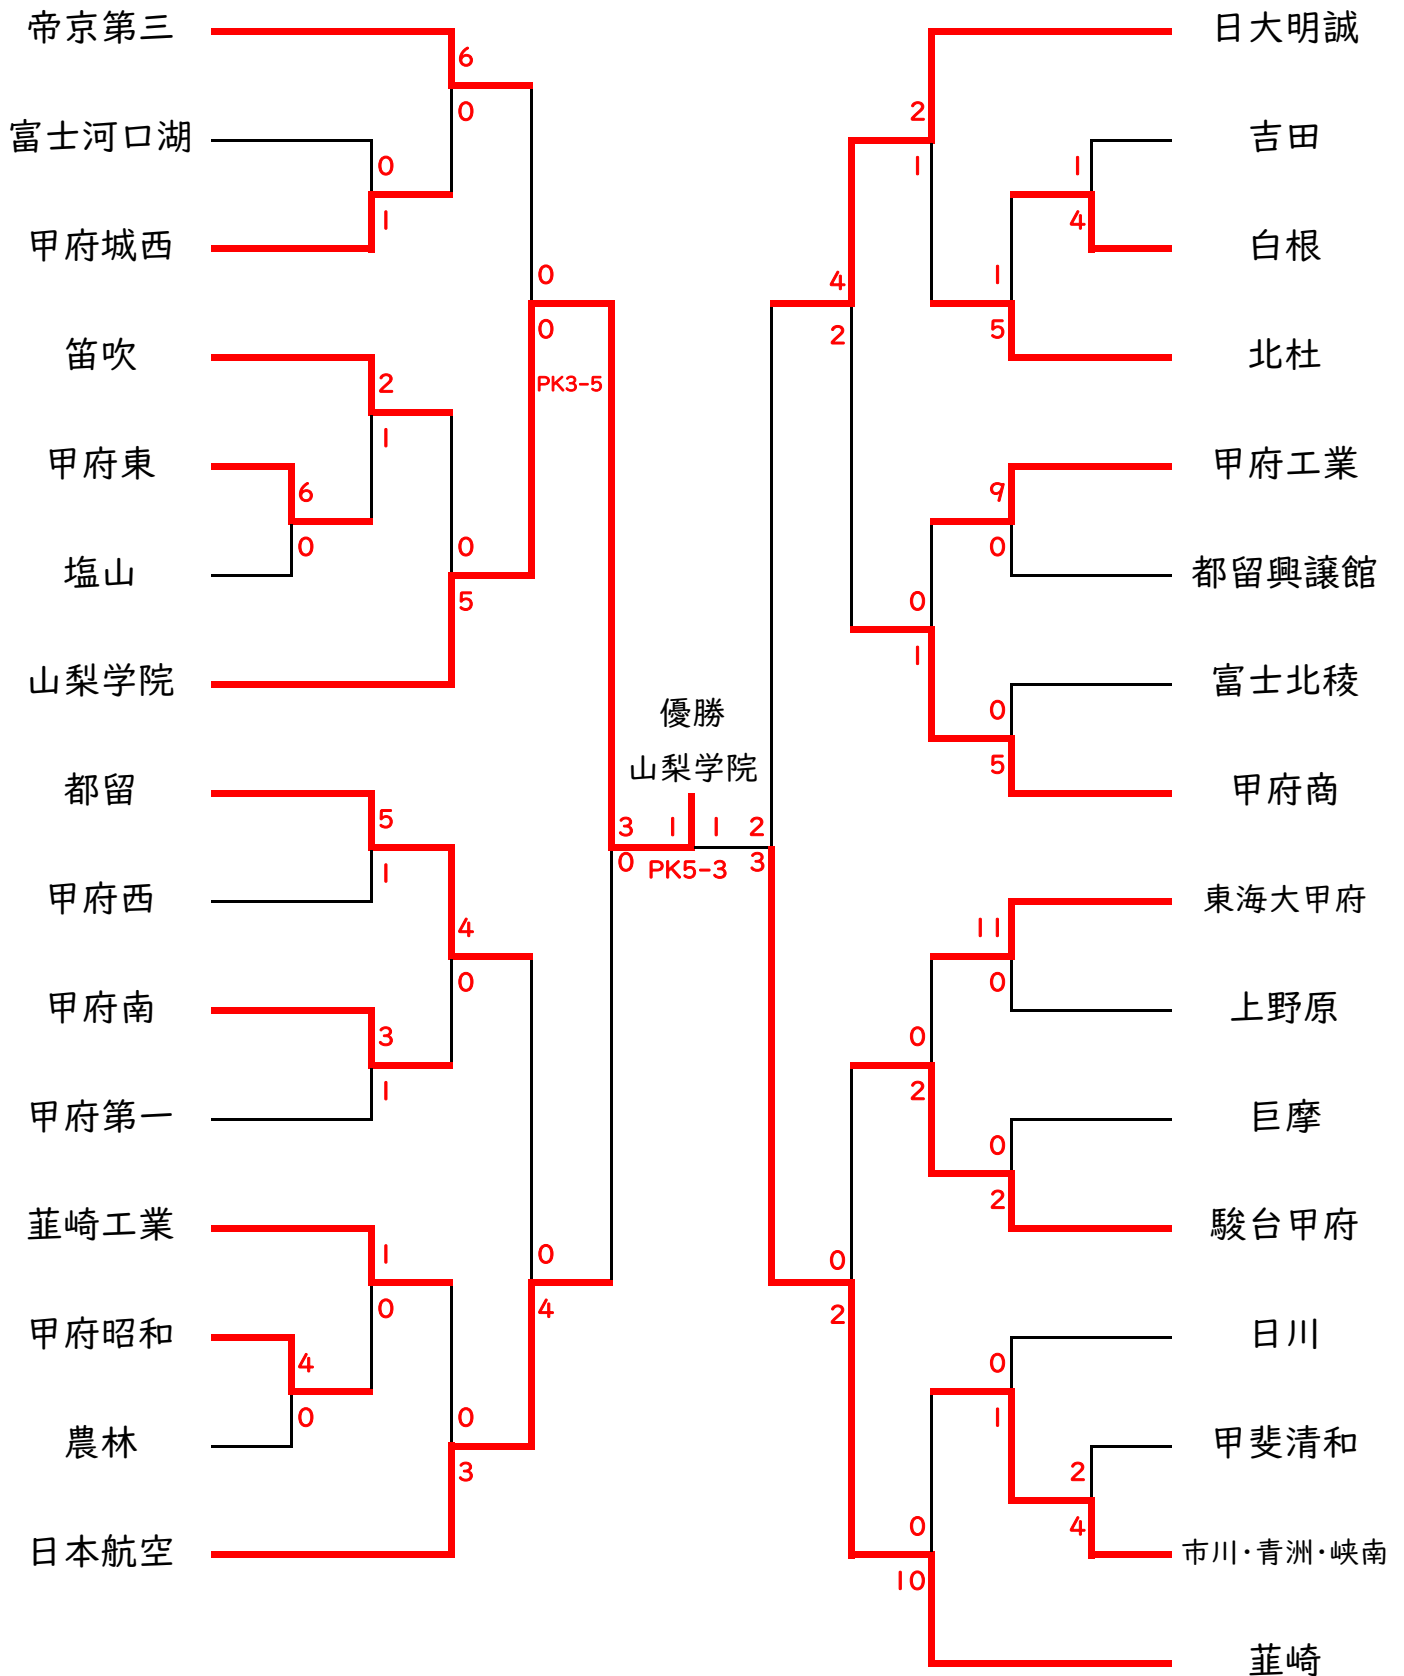 帝京第三
6
0
富士河口湖
0
1
甲府城西
0
0
PK3-5
笛吹
2
1
甲府東
6
0
塩山
0
5
山梨学院
都留
5
1
甲府西
4
0
甲府南
3
1
甲府第一
韮崎工業
1
0
甲府昭和
4
0
農林
0
3
日本航空
0
4
優勝
山梨学院
3 1 1 2
0 PK5-3 3
日大明誠
2
1
吉田
1
4
白根
1
5
北杜
4
2
甲府工業
9
0
都留興譲館
0
1
富士北稜
0
5
甲府商
東海大甲府
11
0
上野原
0
2
巨摩
0
2
駿台甲府
0
2
日川
0
1
甲斐清和
2
4
市川・青洲・峡南
0
10
韮崎